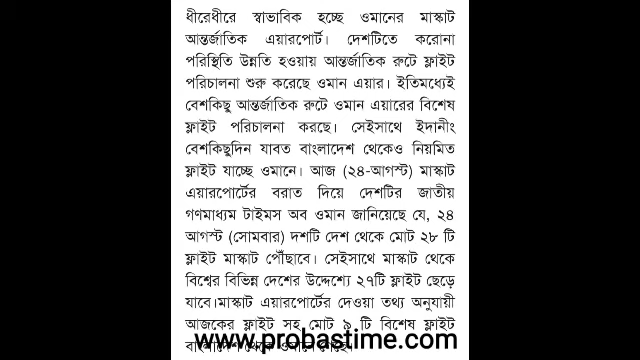 ধীরেধীরে স্বাভাবিক হচ্ছে ওমানের মাস্কাট
আন্তর্জাতিক এয়ারপোর্ট। দেশটিতে করোনা
পরিস্থিতি উন্নতি হওয়ায় আন্তর্জাতিক রুটে ফ্লাইট
পরিচালনা শুরু করেছে ওমান এয়ার। ইতিমধ্যেই
বেশকিছু আন্তর্জাতিক রুটে ওমান এয়ারের বিশেষ
ফ্লাইট পরিচালনা করছে। সেইসাথে ইদানীং
বেশকিছুদিন যাবত বাংলাদেশ থেকেও নিয়মিত
ফ্লাইট যাচ্ছে ওমানে। আজ (২৪-আগস্ট) মাস্কাট
এয়ারপোর্টের বরাত দিয়ে দেশটির জাতীয়
গণমাধ্যম টাইমস অব ওমান জানিয়েছে যে, ২৪
আগস্ট (সোমবার) দশটি দেশ থেকে মোট ২৮ টি
ফ্লাইট মাস্কাট পৌঁছাবে। সেইসাথে মাস্কাট থেকে
বিশ্বের বিভিন্ন দেশের উদ্দেশ্যে ২৭টি ফ্লাইট ছেড়ে
যাবে।মাস্কাট এয়ারপোর্টের দেওয়া তথ্য অনুযায়ী
আজকের ফ্লাইট সহ মোট ৯ টি বিশেষ ফ্লাইট
www.probastime.com
বাংলাদেশ থেকে ওমানে